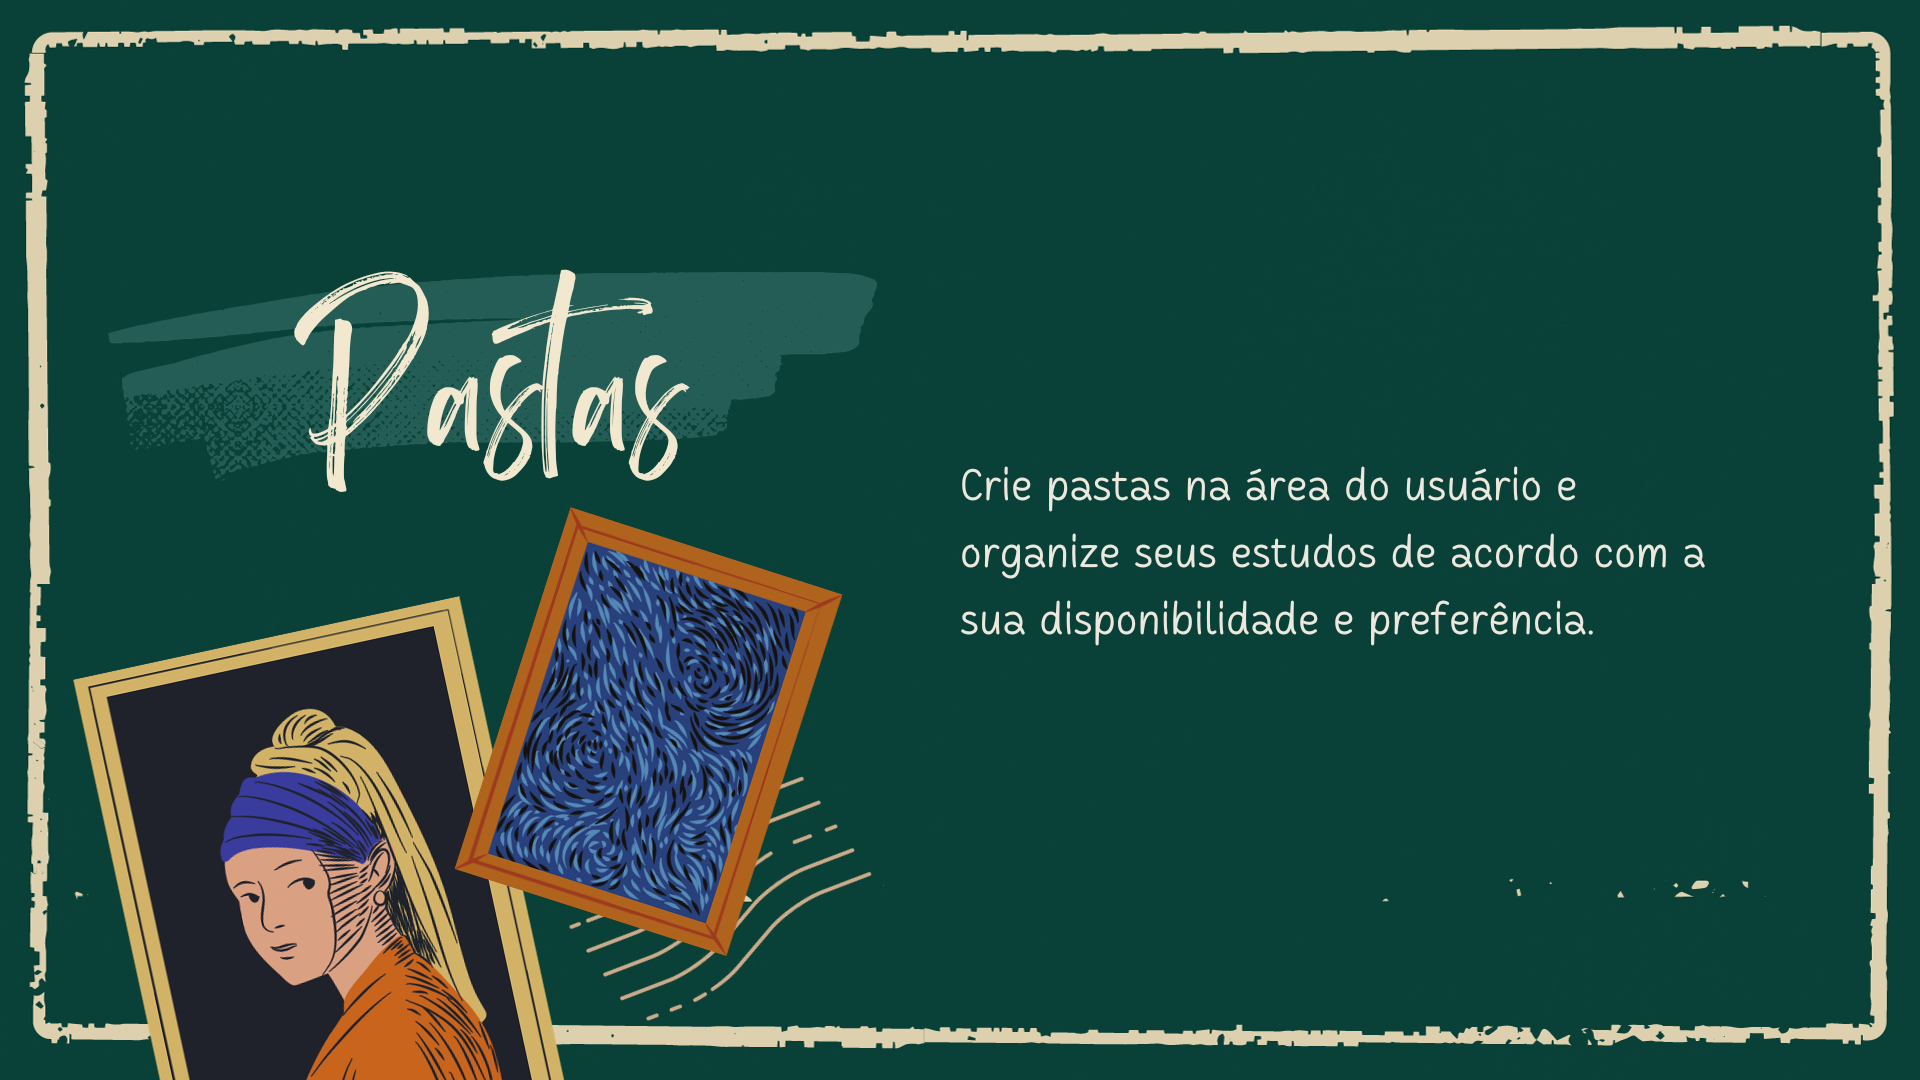 Pastas
Crie pastas na área do usuário e
organize seus estudos de acordo com a
sua disponibilidade e preferência.